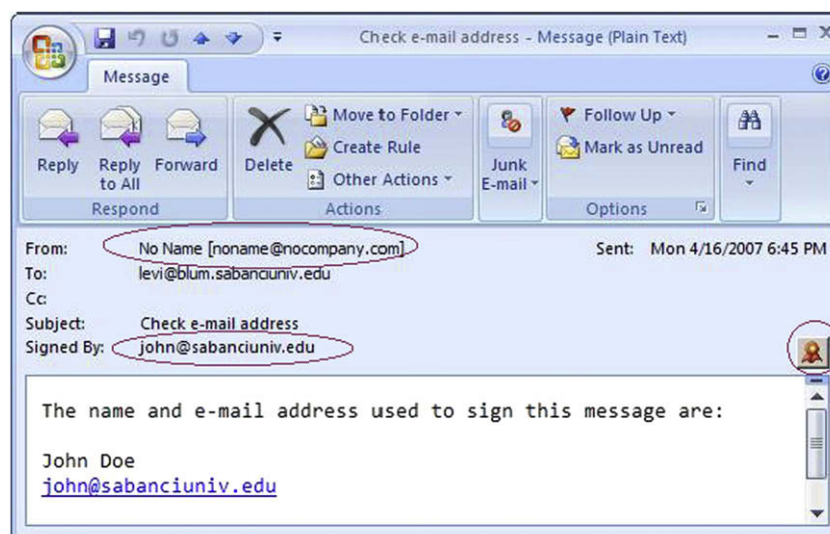 Check e-mail address - Message (Plain Text)
Message
Reply
Reply to All
Forward
Delete
Move to Folder
Create Rule
Other Actions
Junk E-mail
Follow Up
Mark as Unread
Find
Respond
Actions
Options
From: No Name [noname@nocompany.com] Sent: Mon 4/16/2007 6:45 PM
To: levi@blum.sabanciuniv.edu
Cc:
Subject: Check e-mail address
Signed By: john@sabanciuniv.edu
The name and e-mail address used to sign this message are:
John Doe
john@sabanciuniv.edu